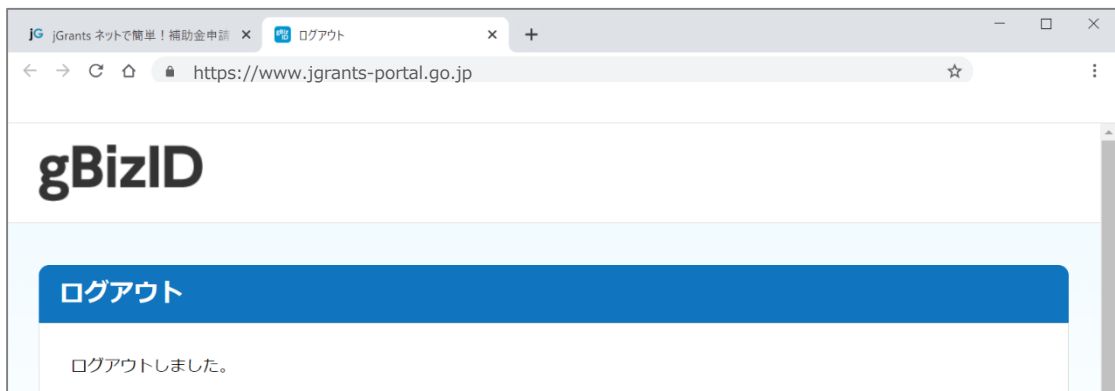 jG jGrants ネットで簡単！補助金申請
gBiz ID ログアウト
https://www.jgrants-portal.go.jp
gBizID
ログアウト
ログアウトしました。